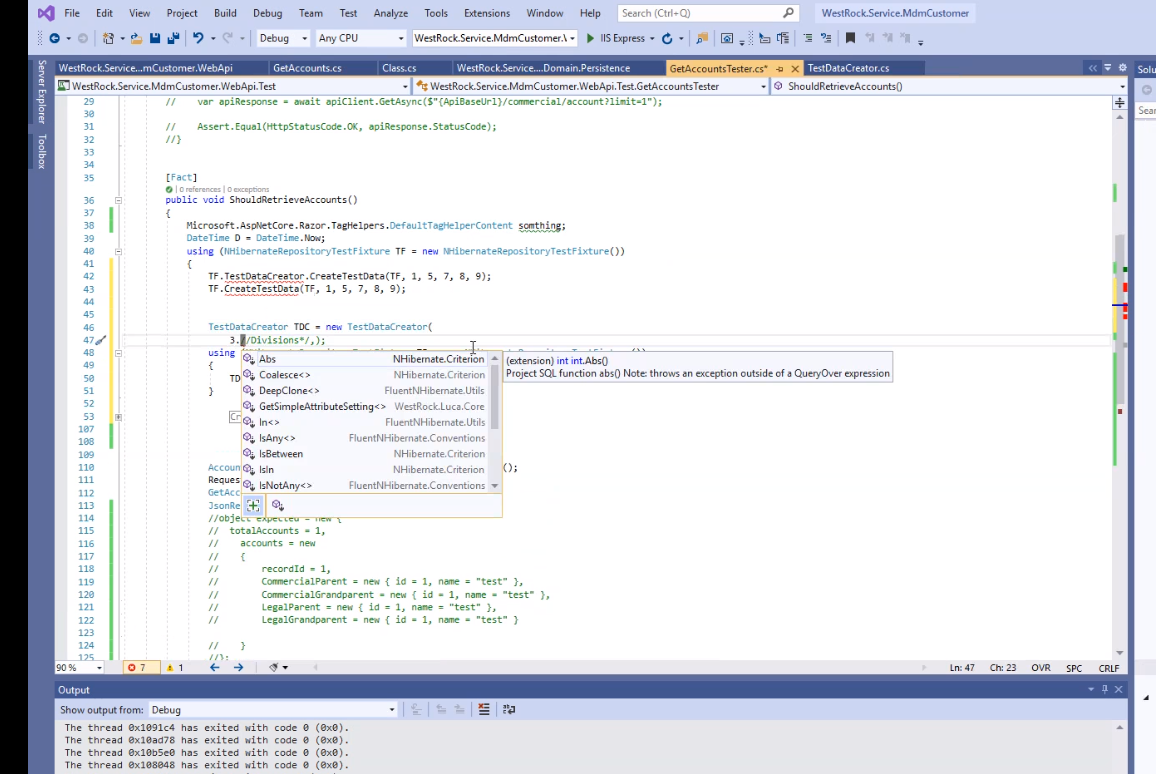 File Edit View Project Build Debug Team Test Analyze Tools Extensions Window Help Search (Ctrl+Q) WestRock.Service.MdmCustomer
Debug Any CPU WestRock.Service.MdmCustomer.\ IIS Express
WestRock.Service...mCustomer.WebApi GetAccounts.cs Class.cs WestRock.Service....Domain.Persistence GetAccountsTester.cs* TestDataCreator.cs
WestRock.Service.MdmCustomer.WebApi.Test WestRock.Service.MdmCustomer.WebApi.Test.GetAccountsTester ShouldRetrieveAccounts()
Server Explorer
Toolbox
Solu
Sear
29 // var apiResponse = await apiClient.GetAsync($"{ApiBaseUrl}/commercial/account?limit=1");
30
31 // Assert.Equal(HttpStatusCode.OK, apiResponse.StatusCode);
32 //}
33
34
35 [Fact]
0 references | 0 exceptions
36 public void ShouldRetrieveAccounts()
37 {
38 Microsoft.AspNetCore.Razor.TagHelpers.DefaultTagHelperContent somthing;
39 DateTime D = DateTime.Now;
40 using (NHibernateRepositoryTestFixture TF = new NHibernateRepositoryTestFixture())
41 {
42 TF.TestDataCreator.CreateTestData(TF, 1, 5, 7, 8, 9);
43 TF.CreateTestData(TF, 1, 5, 7, 8, 9);
44
45
46 TestDataCreator TDC = new TestDataCreator(
47 3./Divisions*/,);
48 using
49 {
50 TD
51 }
52
53 Cr
107
108
109
110 Accoun ();
111 Reques
112 GetAcc
113 JsonRe
114 //object expected = new {
115 // totalAccounts = 1,
116 // accounts = new
117 // {
118 // recordId = 1,
119 // CommercialParent = new { id = 1, name = "test" },
120 // CommercialGrandparent = new { id = 1, name = "test" },
121 // LegalParent = new { id = 1, name = "test" },
122 // LegalGrandparent = new { id = 1, name = "test" }
123
124 // }
125 //};
Abs NHibernate.Criterion
Coalesce<> NHibernate.Criterion
DeepClone<> FluentNHibernate.Utils
GetSimpleAttributeSetting<> WestRock.Luca.Core
In<> FluentNHibernate.Utils
IsAny<> FluentNHibernate.Conventions
IsBetween NHibernate.Criterion
IsIn NHibernate.Criterion
IsNotAny<> FluentNHibernate.Conventions
(extension) int int.Abs()
Project SQL function abs() Note: throws an exception outside of a QueryOver expression
90 % 7 1 Ln: 47 Ch: 23 OVR SPC CRLF
Output
Show output from: Debug
The thread 0x1091c4 has exited with code 0 (0x0).
The thread 0x10ad78 has exited with code 0 (0x0).
The thread 0x10b5e0 has exited with code 0 (0x0).
The thread 0x108048 has exited with code 0 (0x0).